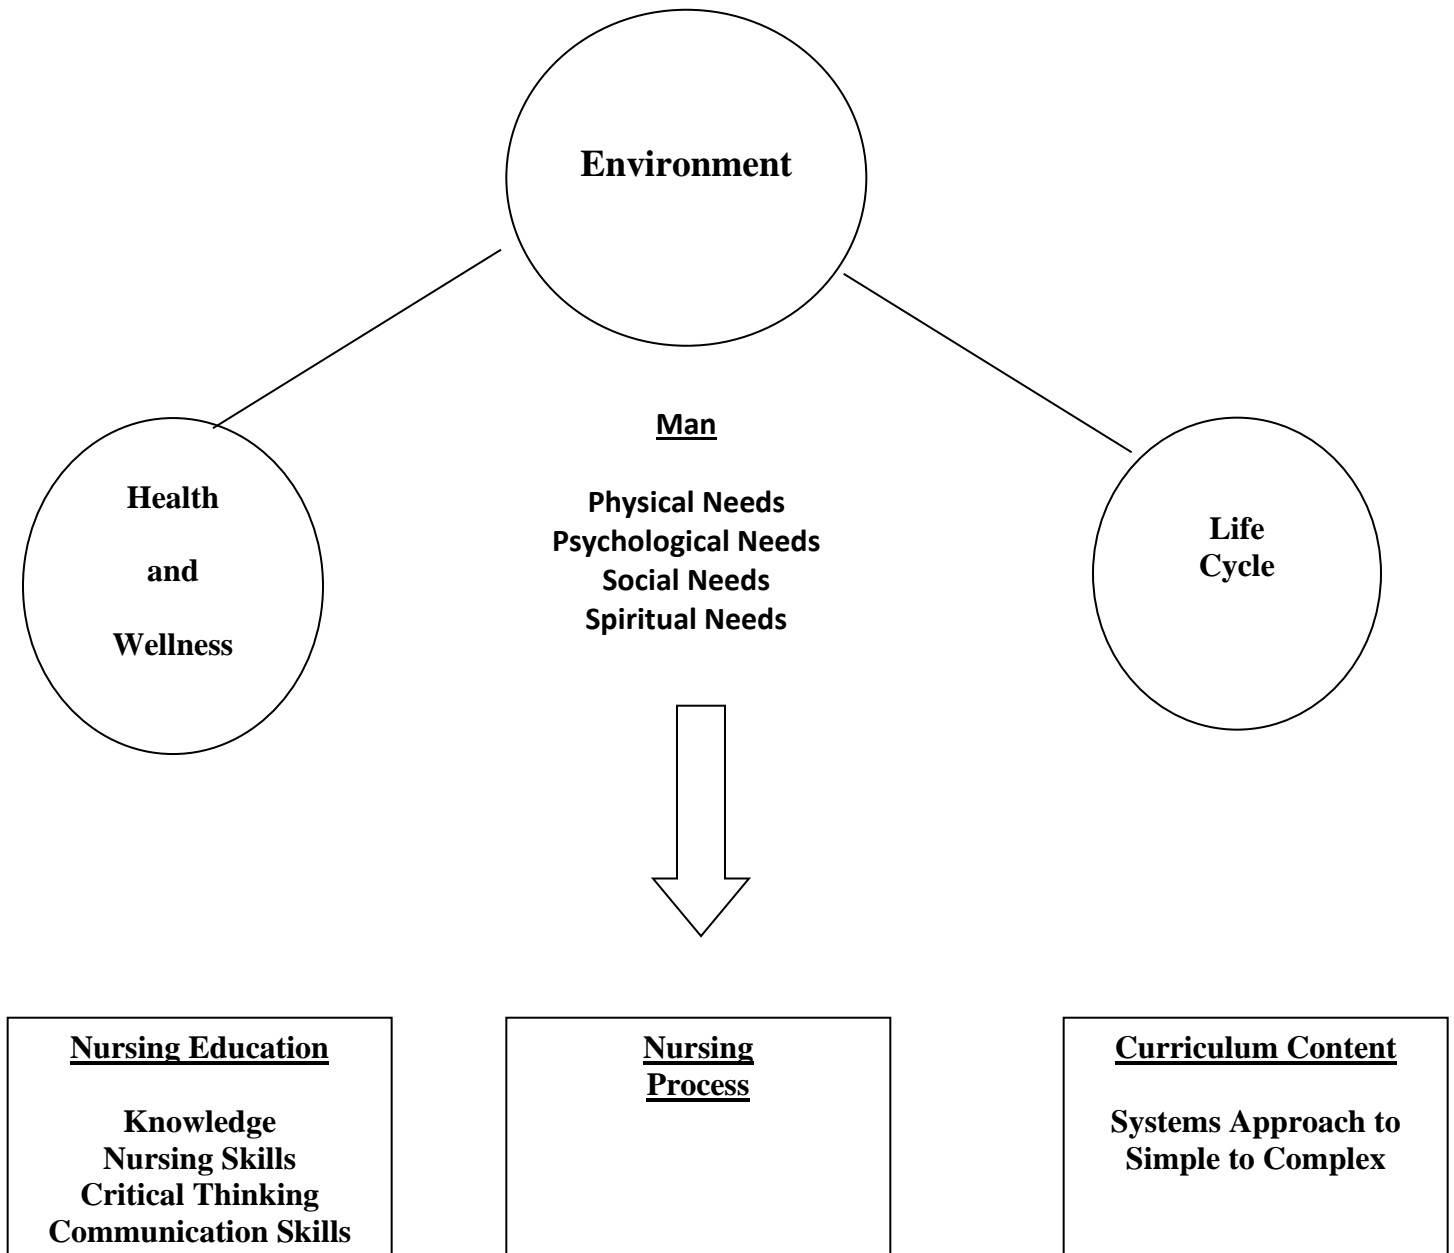 Environment
Man
Physical Needs
Psychological Needs
Social Needs
Spiritual Needs
Health
and
Wellness
Life
Cycle
Nursing Education
Knowledge
Nursing Skills
Critical Thinking
Communication Skills
Nursing
Process
Curriculum Content
Systems Approach to
Simple to Complex